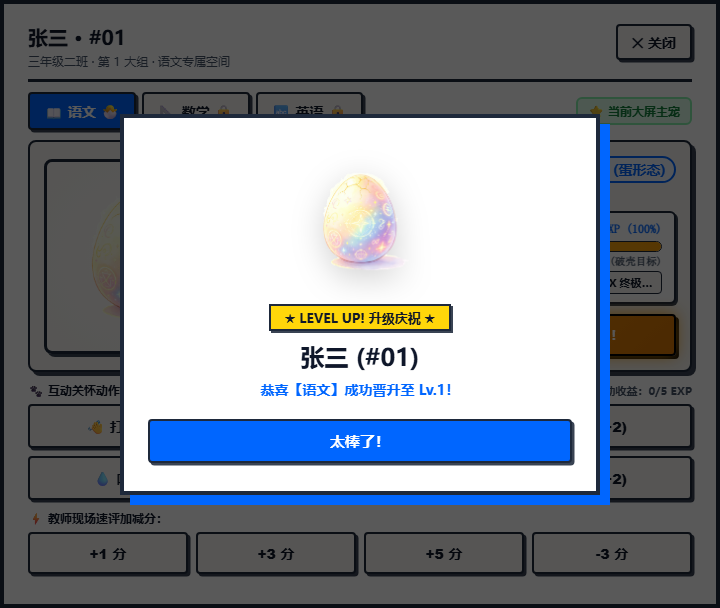 张三 • #01
× 关闭
三年级二班 · 第 1 大组 · 语文专属空间
语文
数学
英语
当前大屏主宠
(蛋形态)
XP (100%)
(破壳目标)
X 终极...
!
★ LEVEL UP! 升级庆祝 ★
张三 (#01)
恭喜【语文】成功晋升至 Lv.1!
太棒了!
互动关怀动作
收益: 0/5 EXP
打
2)
2)
教师现场速评加减分:
+1 分
+3 分
+5 分
-3 分